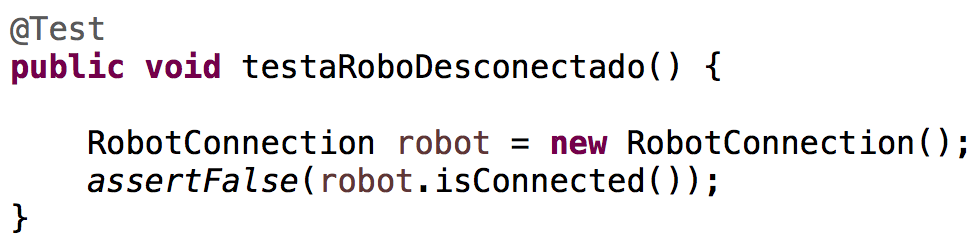 @Test
public void testaRoboDesconectado() {
RobotConnection robot = new RobotConnection();
assertFalse(robot.isConnected());
}